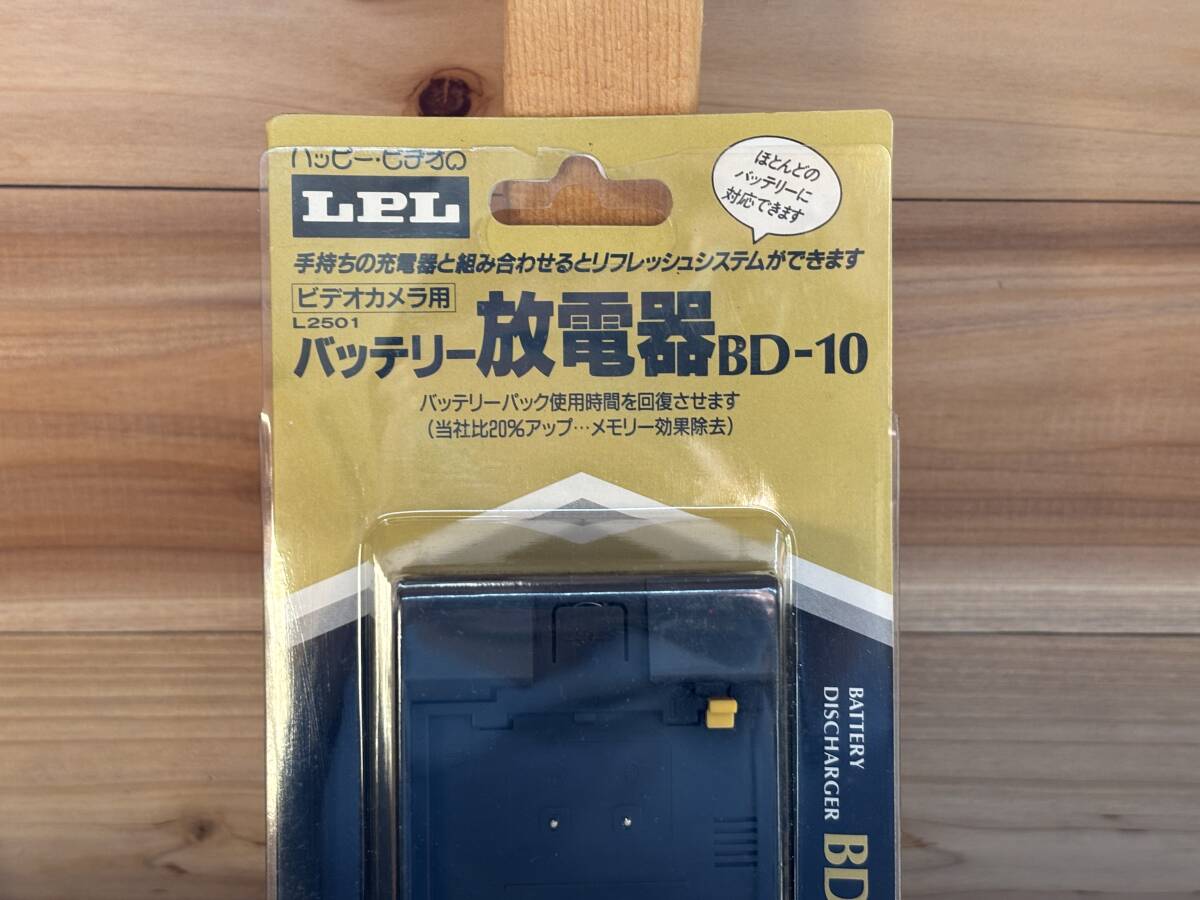 ハッピー・ビデオの
LPL
ほとんどの
バッテリーに
対応できます
手持ちの充電器と組み合わせるとリフレッシュシステムができます
ビデオカメラ用
L2501
バッテリー放電器BD-10
バッテリーパック使用時間を回復させます
(当社比20%アップ…メモリー効果除去)
BATTERY
DISCHARGER
BD